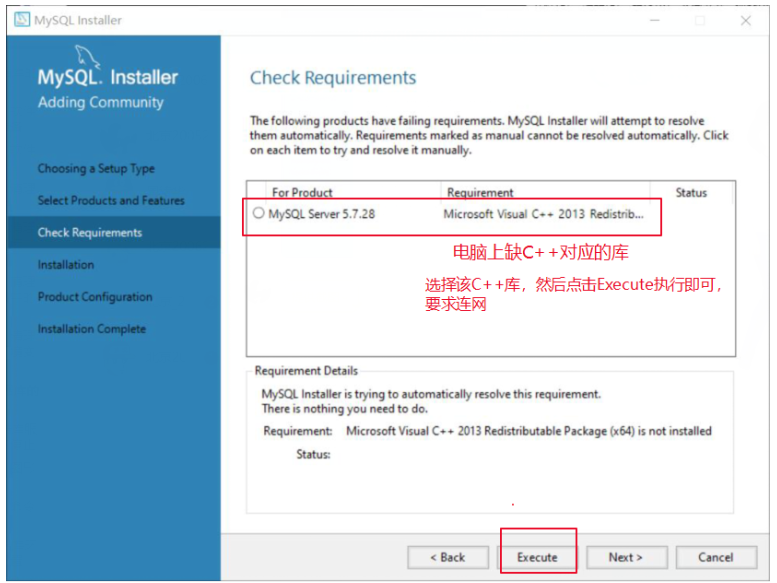 MySQL Installer
MySQL. Installer
Adding Community
Choosing a Setup Type
Select Products and Features
Check Requirements
Installation
Product Configuration
Installation Complete
Check Requirements
The following products have failing requirements. MySQL Installer will attempt to resolve
them automatically. Requirements marked as manual cannot be resolved automatically. Click
on each item to try and resolve it manually.
For Product Requirement Status
MySQL Server 5.7.28 Microsoft Visual C++ 2013 Redistrib...
电脑上缺C++对应的库
选择该C++库，然后点击Execute执行即可，
要求连网
Requirement Details
MySQL Installer is trying to automatically resolve this requirement.
There is nothing you need to do.
Requirement: Microsoft Visual C++ 2013 Redistributable Package (x64) is not installed
Status:
< Back Execute Next > Cancel